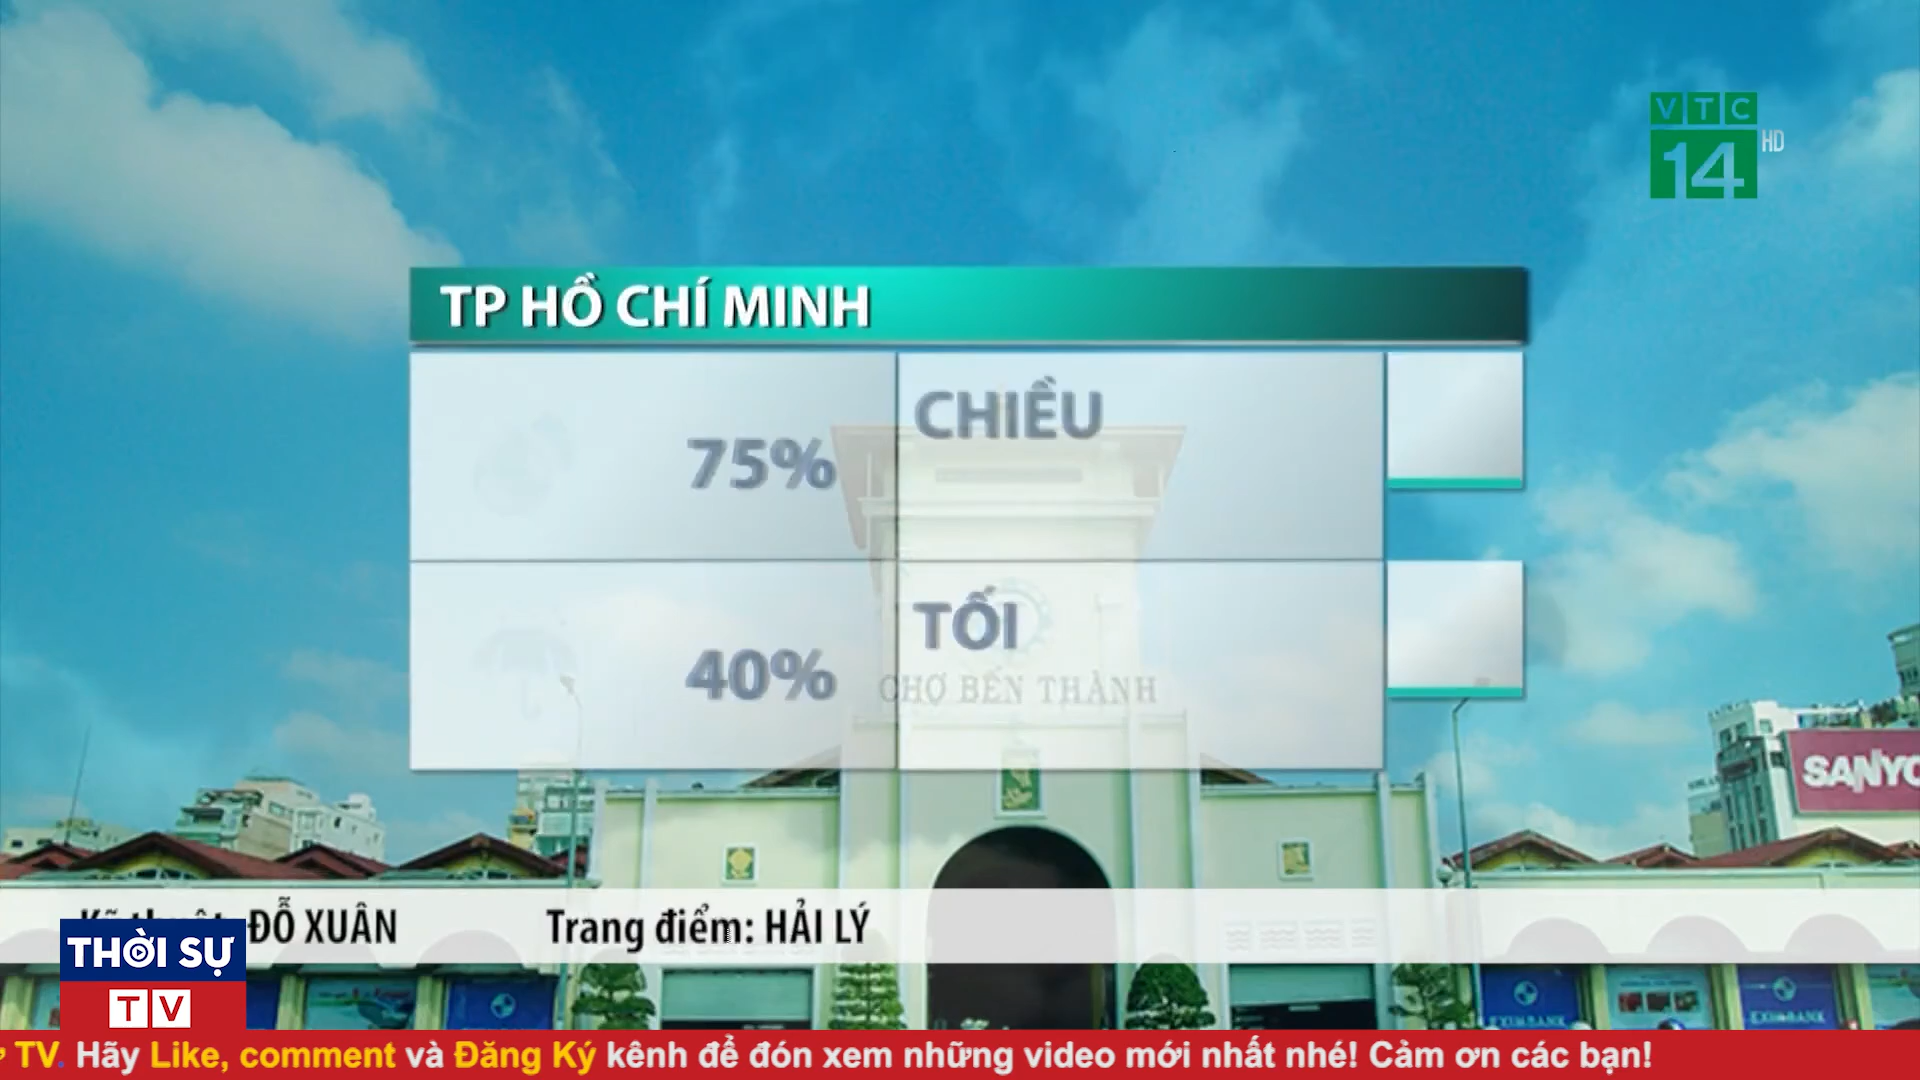 VTC
14 HD
TP HỒ CHÍ MINH
75%
CHIỀU
40%
TỐI
CHỢ BẾN THÀNH
SANYO
ĐỖ XUÂN
Trang điểm: HẢI LÝ
THỜI SỰ
TV
EXIMBANK
EXIMBANK
TV. Hãy Like, comment và Đăng Ký kênh để đón xem những video mới nhất nhé! Cảm ơn các bạn!